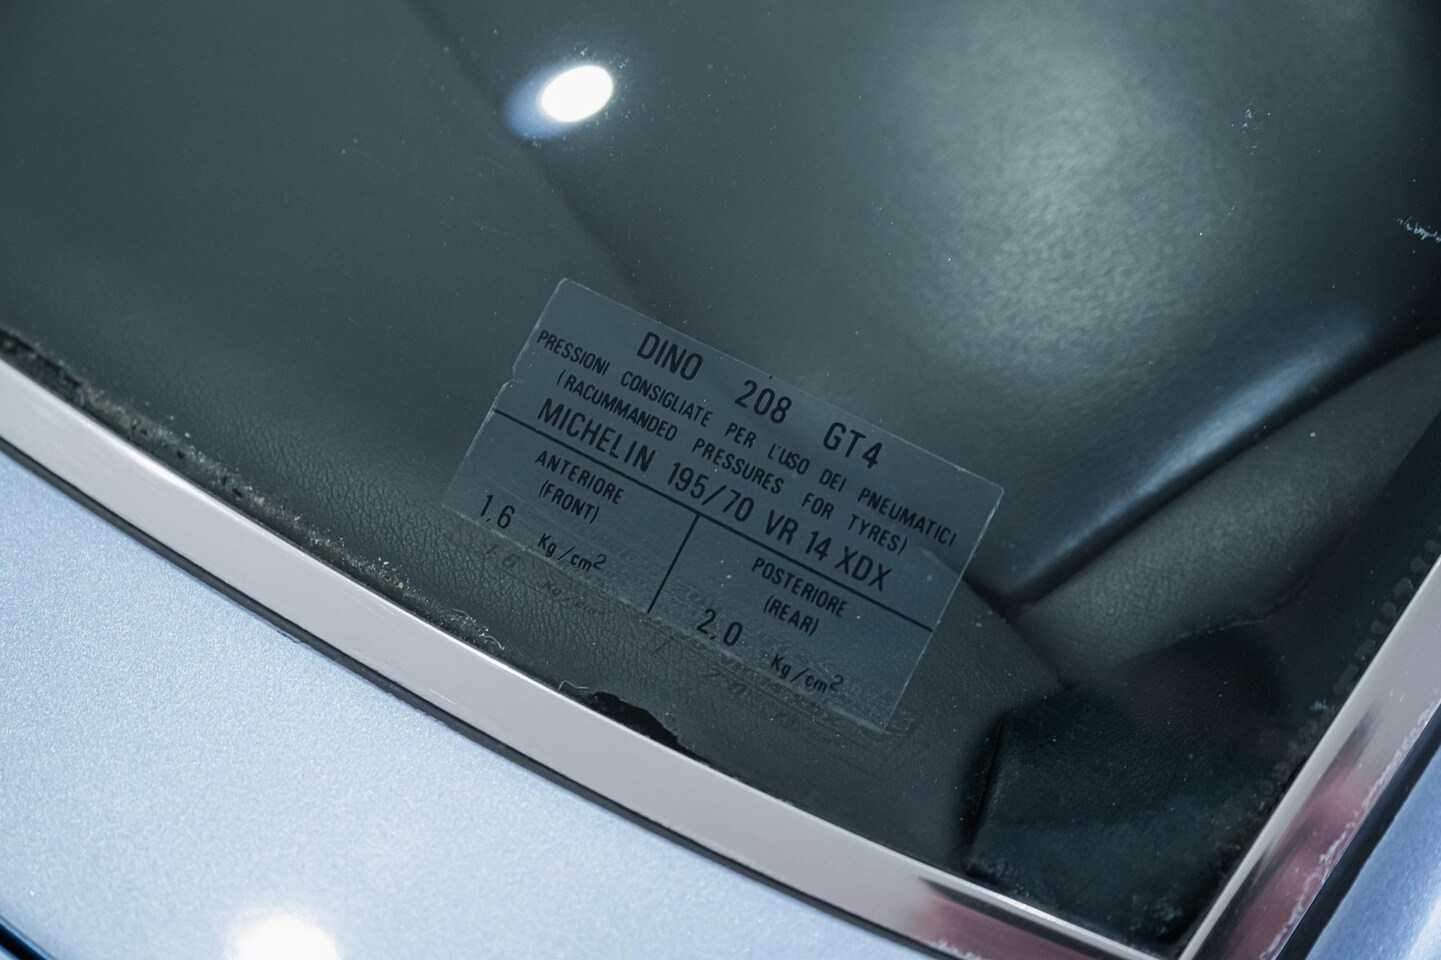 DINO 208 GT4
PRESSIONI CONSIGLIATE PER L'USO DEI PNEUMATICI
(RACUMMANDED PRESSURES FOR TYRES)
MICHELIN 195/70 VR 14 XDX
ANTERIORE
(FRONT)
1,6 Kg/cm²
POSTERIORE
(REAR)
2,0 Kg/cm²